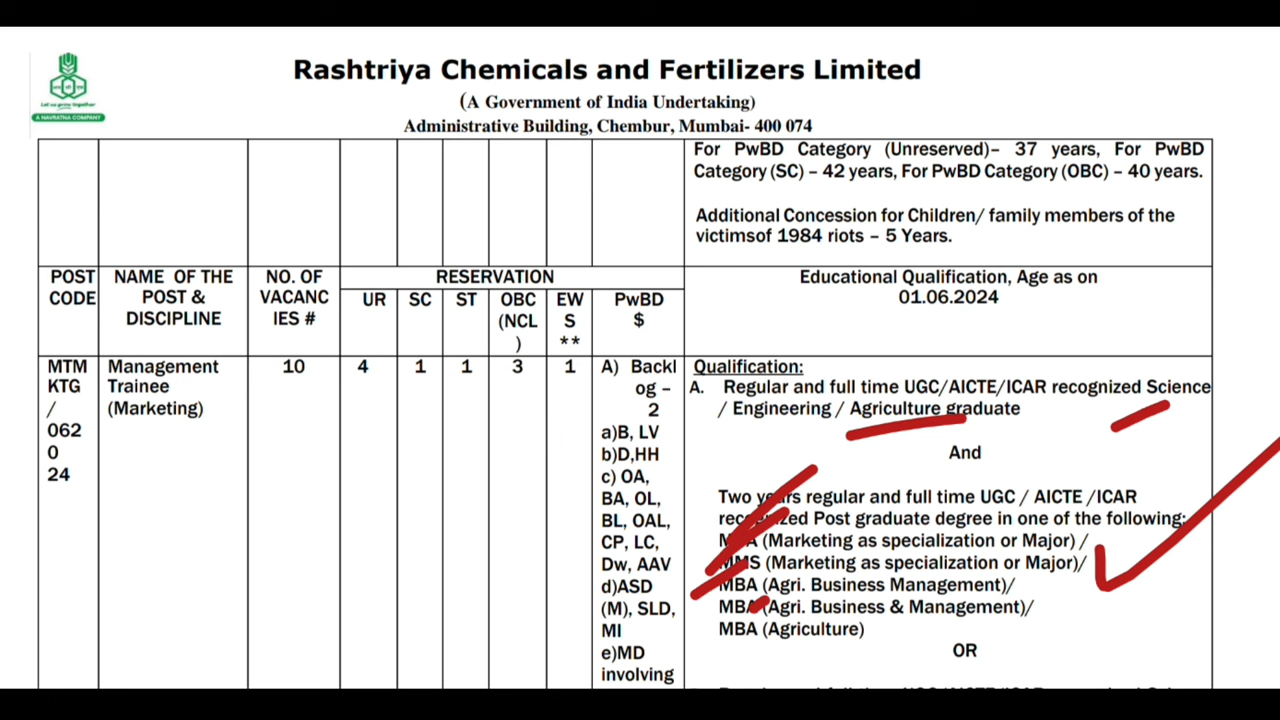 Let us grow together
A NAVRATNA COMPANY
Rashtriya Chemicals and Fertilizers Limited
(A Government of India Undertaking)
Administrative Building, Chembur, Mumbai- 400 074
For PwBD Category (Unreserved)– 37 years, For PwBD
Category (SC) – 42 years, For PwBD Category (OBC) – 40 years.
Additional Concession for Children/ family members of the
victimsof 1984 riots – 5 Years.
POST
CODE
NAME OF THE
POST &
DISCIPLINE
NO. OF
VACANC
IES #
RESERVATION
UR
SC
ST
OBC
(NCL
)
EW
S
**
PwBD
$
Educational Qualification, Age as on
01.06.2024
MTM
KTG
/
062
0
24
Management
Trainee
(Marketing)
10
4
1
1
3
1
A) Backl
og –
2
a)B, LV
b)D,HH
c) OA,
BA, OL,
BL, OAL,
CP, LC,
Dw, AAV
d)ASD
(M), SLD,
MI
e)MD
involving
Qualification:
A. Regular and full time UGC/AICTE/ICAR recognized Science
/ Engineering / Agriculture graduate
And
Two years regular and full time UGC / AICTE /ICAR
recognized Post graduate degree in one of the following:
MBA (Marketing as specialization or Major) /
MMS (Marketing as specialization or Major)/
MBA (Agri. Business Management)/
MBA (Agri. Business & Management)/
MBA (Agriculture)
OR